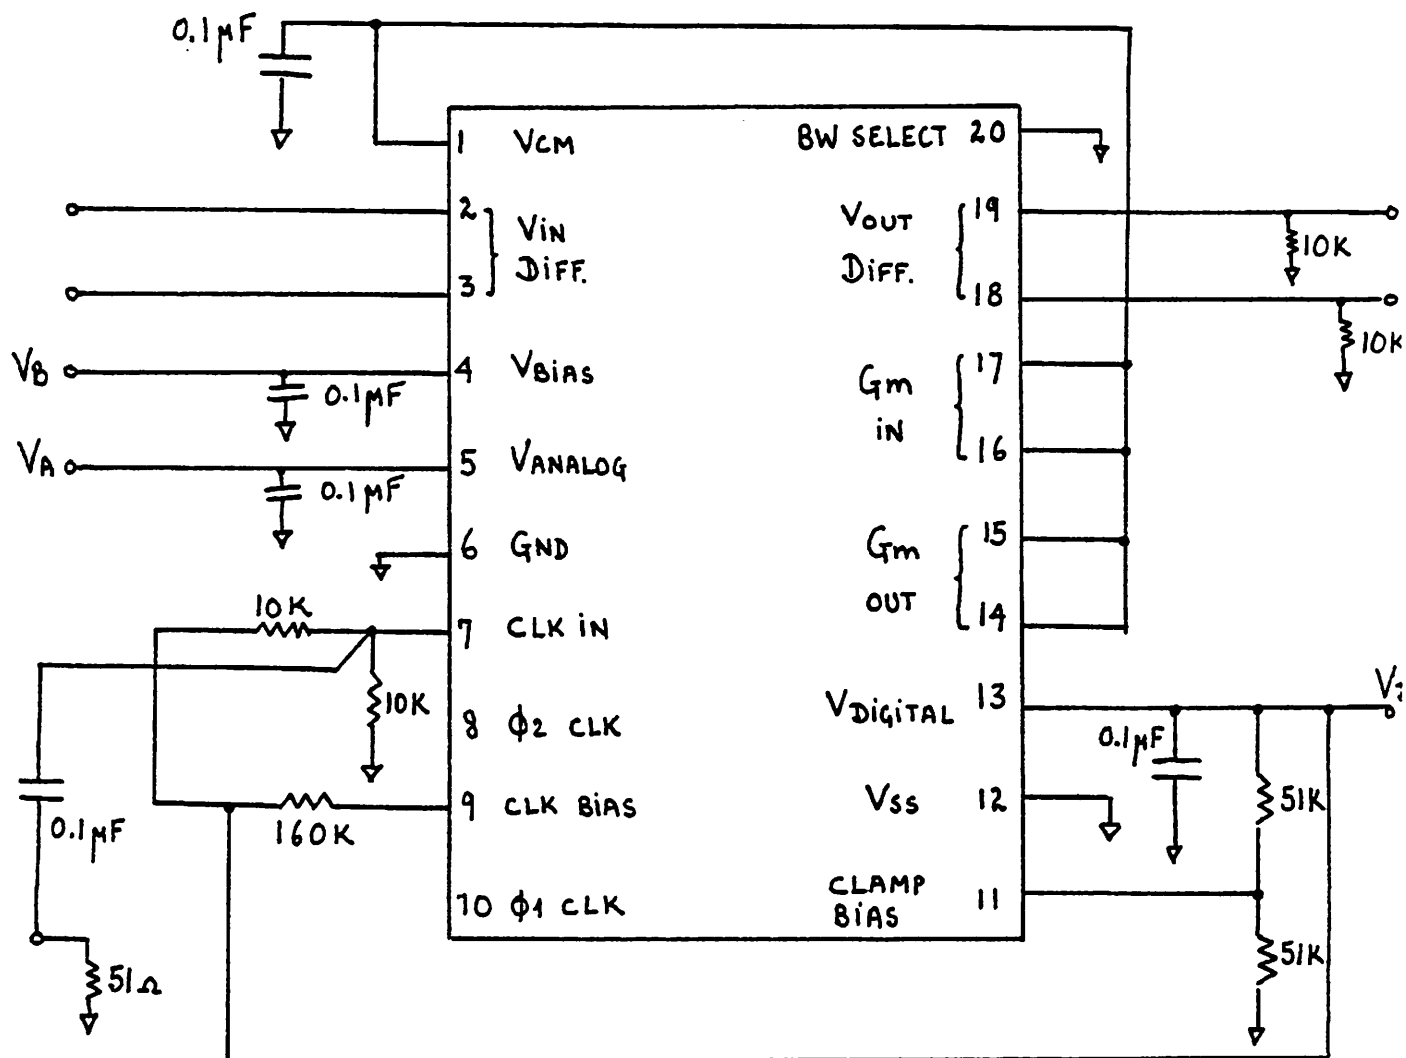 0.1µF
1 VCM
BW SELECT 20
2
VIN
DIFF.
3
VOUT
DIFF.
19
18
10K
10K
VB
4 VBIAS
0.1µF
Gm
IN
17
16
VA
5 VANALOG
0.1µF
6 GND
Gm
OUT
15
14
10K
7 CLK IN
10K
8 ϕ2 CLK
VDIGITAL 13
0.1µF
51K
9 CLK BIAS
160K
0.1µF
VSS 12
10 ϕ1 CLK
CLAMP
BIAS
11
51K
51Ω